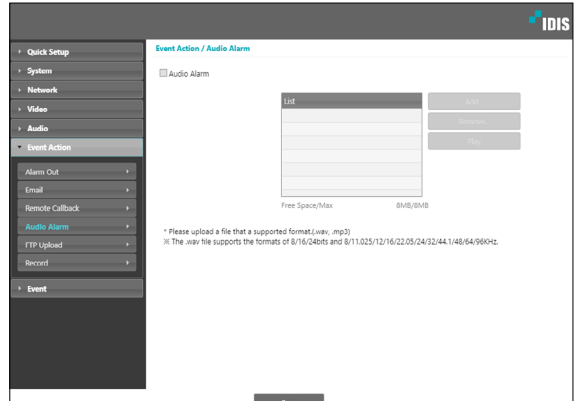 IDIS
Quick Setup
System
Network
Video
Audio
Event Action
Alarm Out
Email
Remote Callback
Audio Alarm
FTP Upload
Record
Event
Event Action / Audio Alarm
Audio Alarm
List
Add
Remove
Play
Free Space/Max 8MB/8MB
* Please upload a file that a supported format.(.wav, .mp3)
※ The .wav file supports the formats of 8/16/24bits and 8/11.025/12/16/22.05/24/32/44.1/48/64/96KHz.